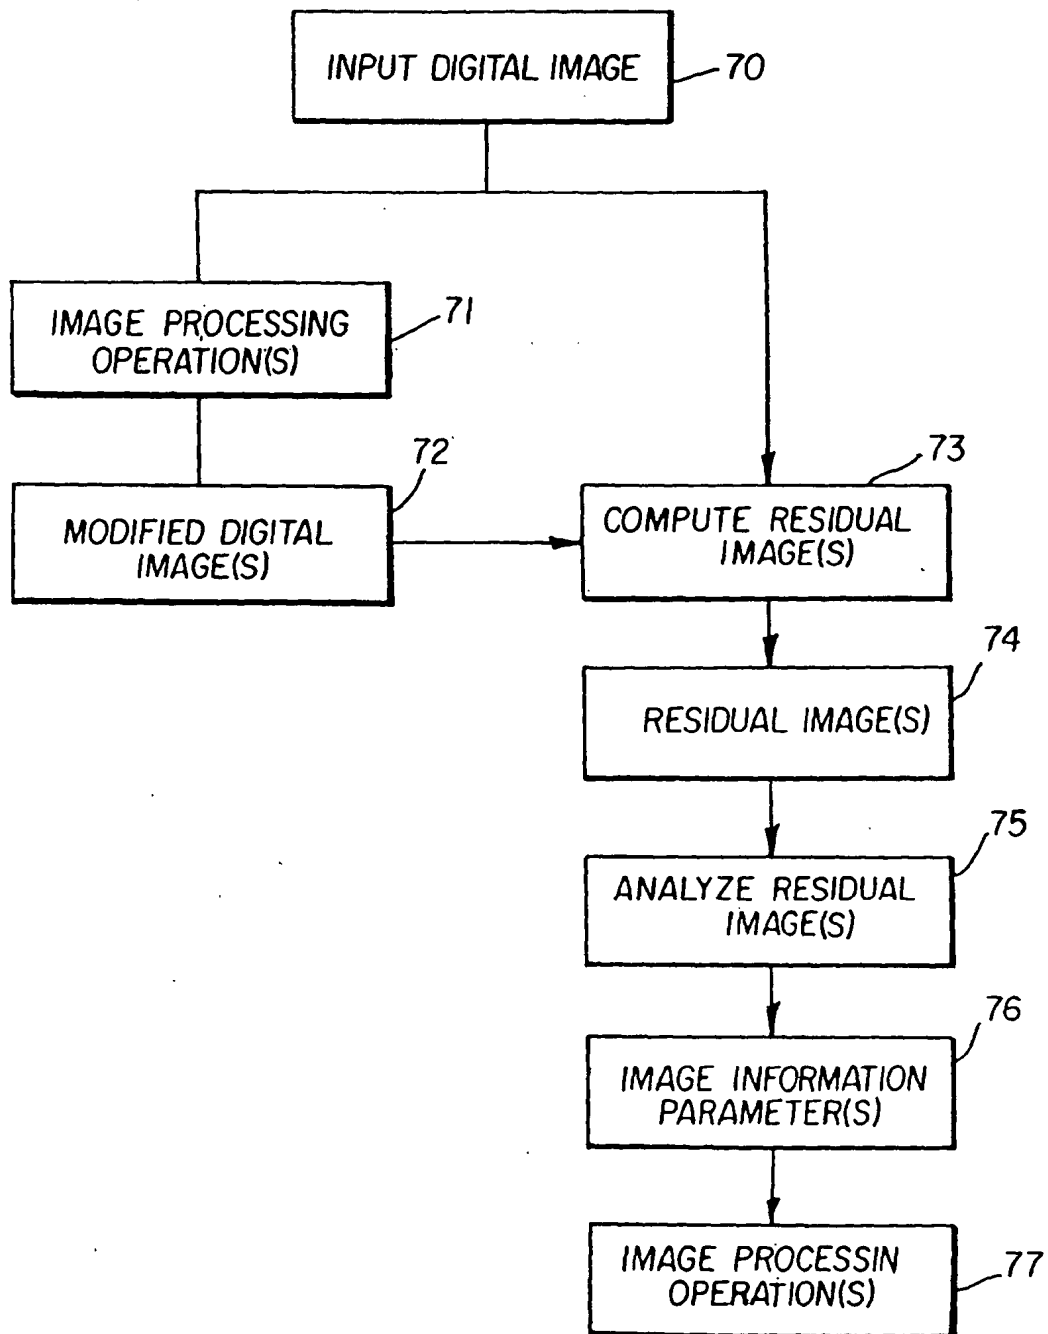 INPUT DIGITAL IMAGE
70
IMAGE PROCESSING
OPERATION(S)
71
MODIFIED DIGITAL
IMAGE(S)
72
COMPUTE RESIDUAL
IMAGE(S)
73
RESIDUAL IMAGE(S)
74
ANALYZE RESIDUAL
IMAGE(S)
75
IMAGE INFORMATION
PARAMETER(S)
76
IMAGE PROCESSIN
OPERATION(S)
77